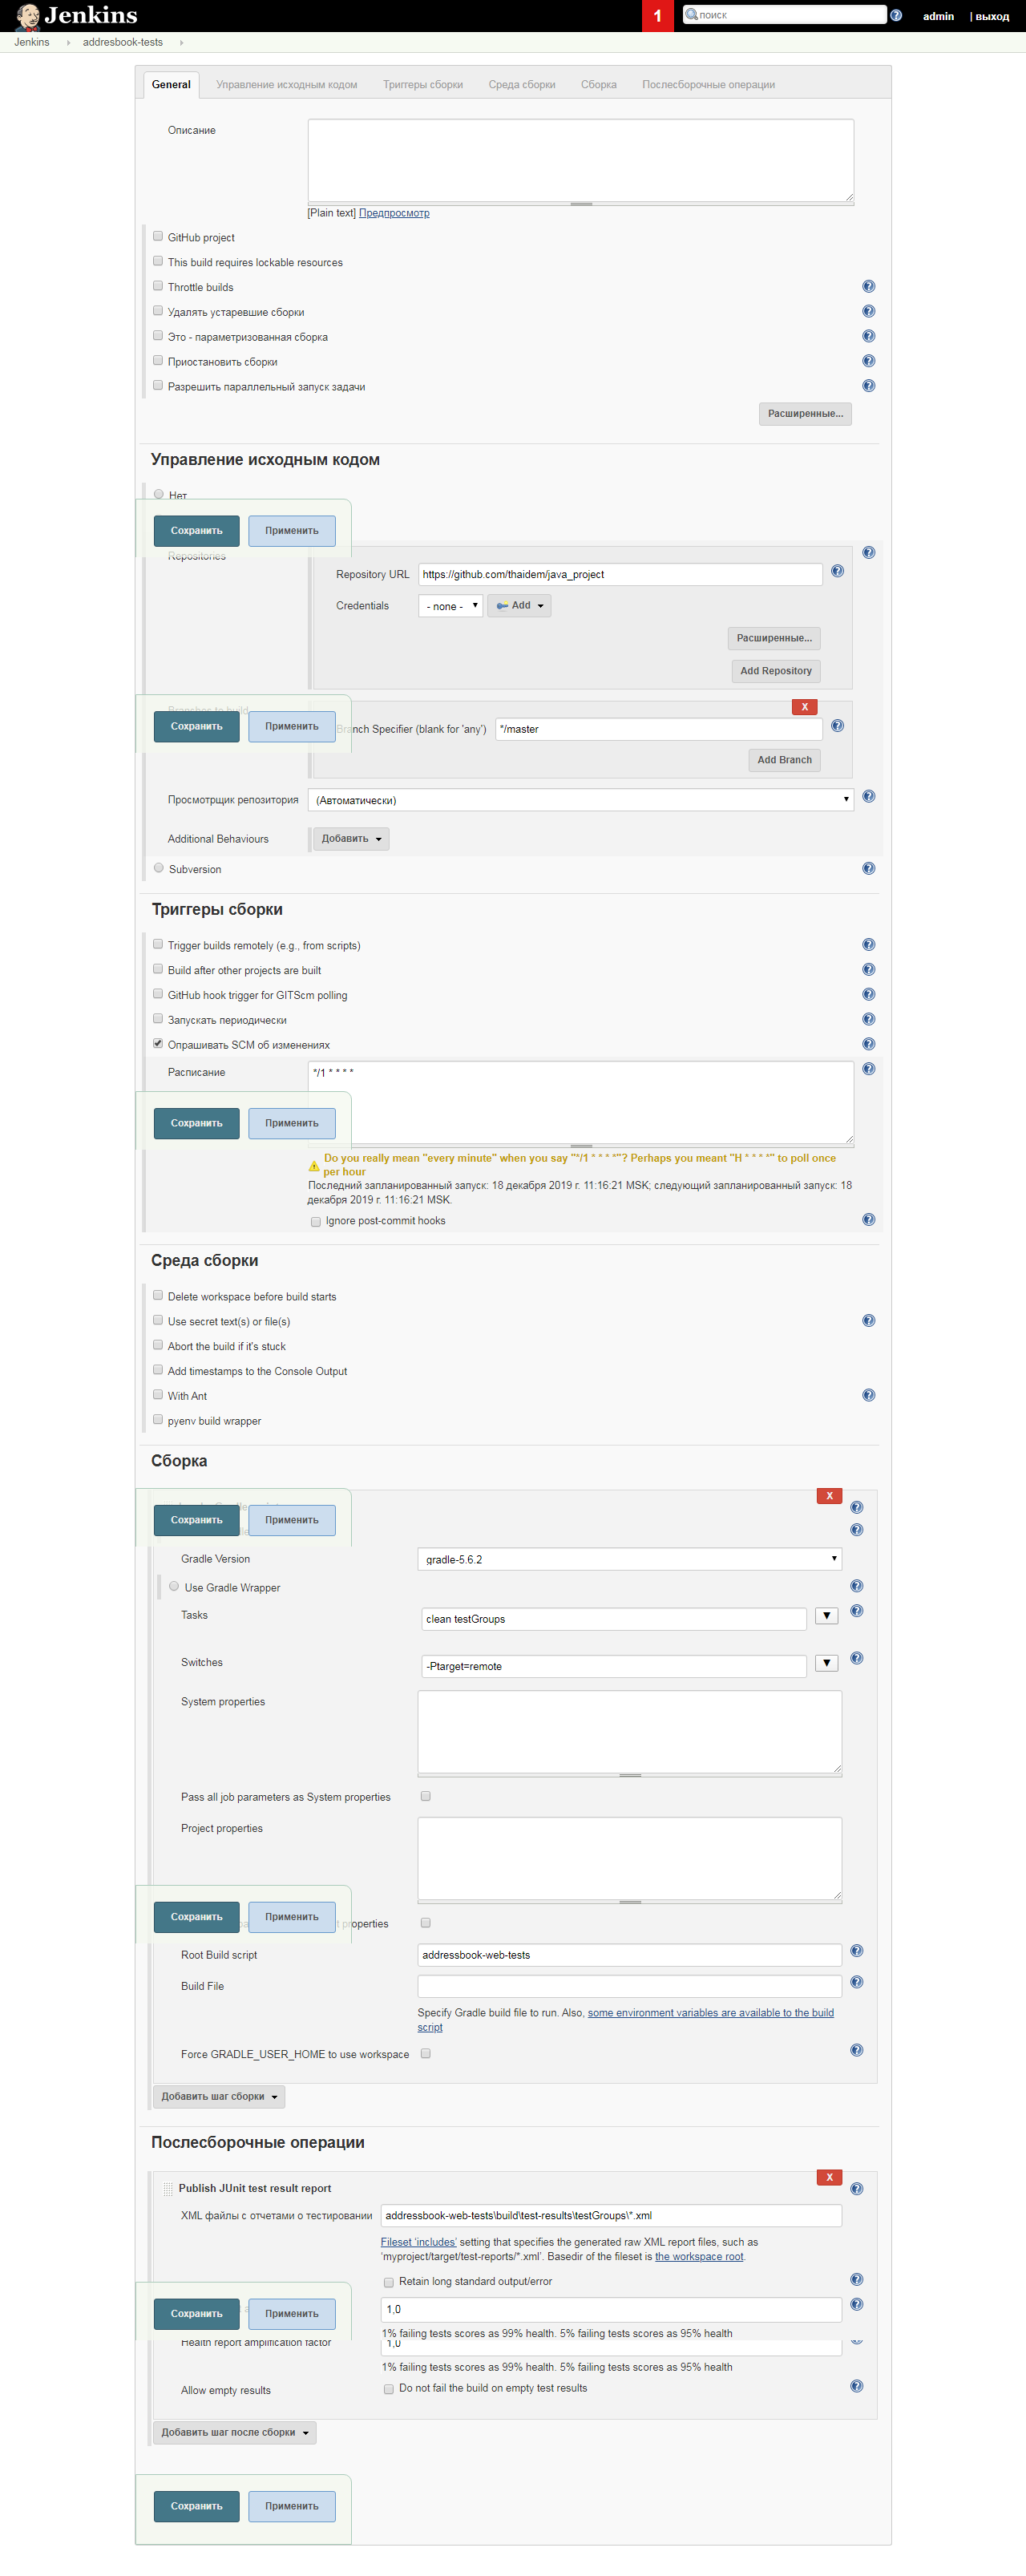 Jenkins
1
поиск
admin
| выход
Jenkins
addresbook-tests
General
Управление исходным кодом
Триггеры сборки
Среда сборки
Сборка
Послесборочные операции
Описание
[Plain text] Предпросмотр
GitHub project
This build requires lockable resources
Throttle builds
Удалять устаревшие сборки
Это - параметризованная сборка
Приостановить сборки
Разрешить параллельный запуск задачи
Расширенные...
Управление исходным кодом
Нет
Сохранить
Применить
Repositories
Repository URL
https://github.com/thaidem/java_project
Credentials
- none -
Add
Расширенные...
Add Repository
Branches to build
X
Сохранить
Применить
Branch Specifier (blank for 'any')
*/master
Add Branch
Просмотрщик репозитория
(Автоматически)
Additional Behaviours
Добавить
Subversion
Триггеры сборки
Trigger builds remotely (e.g., from scripts)
Build after other projects are built
GitHub hook trigger for GITScm polling
Запускать периодически
Опрашивать SCM об изменениях
Расписание
*/1 * * * *
Сохранить
Применить
Do you really mean "every minute" when you say "*/1 * * * *"? Perhaps you meant "H * * * *" to poll once
per hour
Последний запланированный запуск: 18 декабря 2019 г. 11:16:21 MSK; следующий запланированный запуск: 18
декабря 2019 г. 11:16:21 MSK.
Ignore post-commit hooks
Среда сборки
Delete workspace before build starts
Use secret text(s) or file(s)
Abort the build if it's stuck
Add timestamps to the Console Output
With Ant
pyenv build wrapper
Сборка
X
Сохранить
Применить
Gradle Version
gradle-5.6.2
Use Gradle Wrapper
Tasks
clean testGroups
Switches
-Ptarget=remote
System properties
Pass all job parameters as System properties
Project properties
Сохранить
Применить
properties
Root Build script
addressbook-web-tests
Build File
Specify Gradle build file to run. Also, some environment variables are available to the build
script
Force GRADLE_USER_HOME to use workspace
Добавить шаг сборки
Послесборочные операции
X
Publish JUnit test result report
XML файлы с отчетами о тестировании
addressbook-web-tests\build\test-results\testGroups\*.xml
Fileset 'includes' setting that specifies the generated raw XML report files, such as
'myproject/target/test-reports/*.xml'. Basedir of the fileset is the workspace root.
Retain long standard output/error
Сохранить
Применить
1,0
1% failing tests scores as 99% health. 5% failing tests scores as 95% health
Health report amplification factor
1,0
1% failing tests scores as 99% health. 5% failing tests scores as 95% health
Allow empty results
Do not fail the build on empty test results
Добавить шаг после сборки
Сохранить
Применить